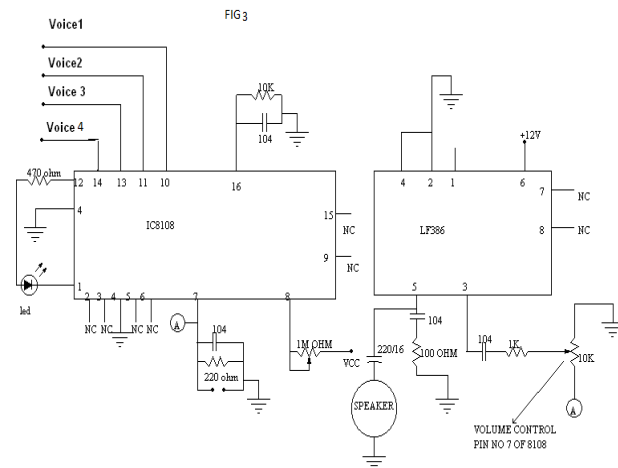 FIG 3
Voice1
Voice2
Voice 3
Voice 4
10K
104
+12V
470 ohm
12
14
13
11
10
16
4
2
1
6
7
NC
4
IC8108
15
NC
LF386
8
NC
9
NC
1
led
2
3
4
5
6
7
8
5
3
NC
NC
NC
NC
A
104
220 ohm
1M OHM
VCC
220/16
104
100 OHM
104
1K
10K
SPEAKER
A
VOLUME CONTROL
PIN NO 7 OF 8108